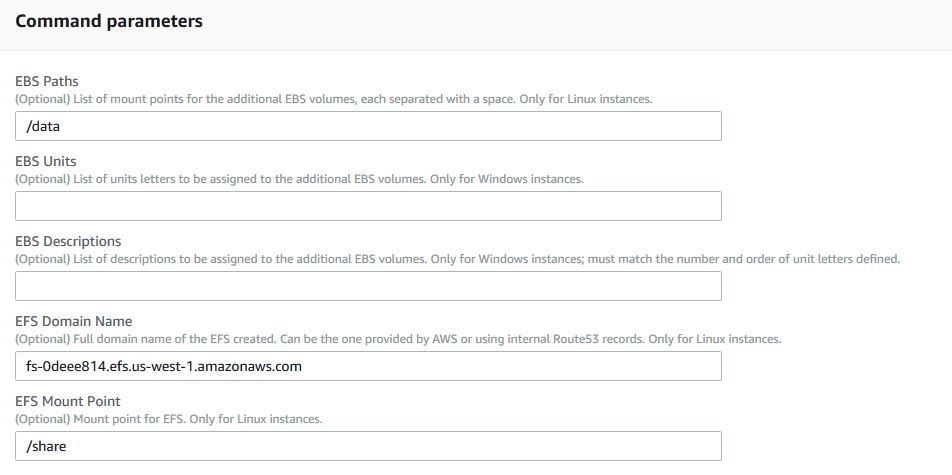 Command parameters
EBS Paths
(Optional) List of mount points for the additional EBS volumes, each separated with a space. Only for Linux instances.
/data
EBS Units
(Optional) List of units letters to be assigned to the additional EBS volumes. Only for Windows instances.
EBS Descriptions
(Optional) List of descriptions to be assigned to the additional EBS volumes. Only for Windows instances; must match the number and order of unit letters defined.
EFS Domain Name
(Optional) Full domain name of the EFS created. Can be the one provided by AWS or using internal Route53 records. Only for Linux instances.
fs-0deee814.efs.us-west-1.amazonaws.com
EFS Mount Point
(Optional) Mount point for EFS. Only for Linux instances.
/share